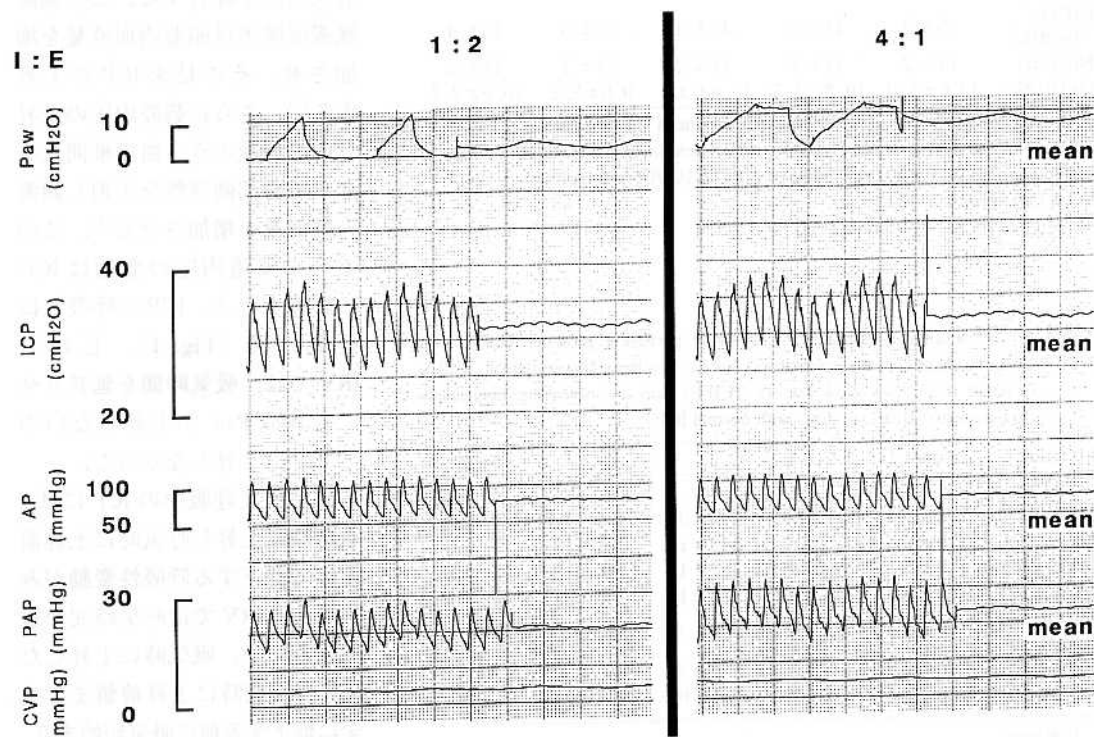 I:E
1:2
4:1
Paw
(cmH2O)
10
0
mean
ICP
(cmH2O)
40
20
mean
AP
(mmHg)
100
50
mean
PAP
(mmHg)
30
mean
CVP
mmHg)
0